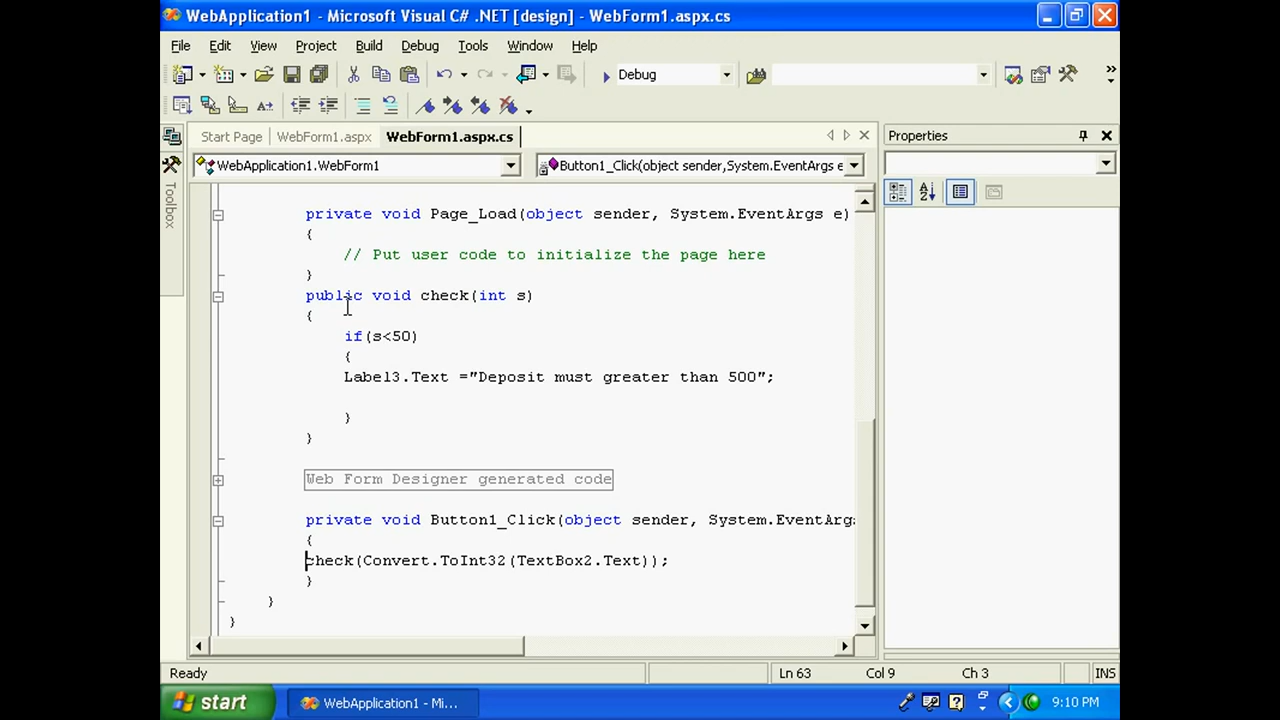 WebApplication1 - Microsoft Visual C# .NET [design] - WebForm1.aspx.cs
File Edit View Project Build Debug Tools Window Help
Debug
Start Page WebForm1.aspx WebForm1.aspx.cs
Properties
WebApplication1.WebForm1
Button1_Click(object sender,System.EventArgs e
Toolbox
private void Page_Load(object sender, System.EventArgs e)
{
// Put user code to initialize the page here
}
public void check(int s)
{
if(s<50)
{
Label3.Text ="Deposit must greater than 500";
}
}
Web Form Designer generated code
private void Button1_Click(object sender, System.EventArgs
{
check(Convert.ToInt32(TextBox2.Text));
}
}
}
Ready
Ln 63 Col 9 Ch 3 INS
start
WebApplication1 - Mi...
9:10 PM